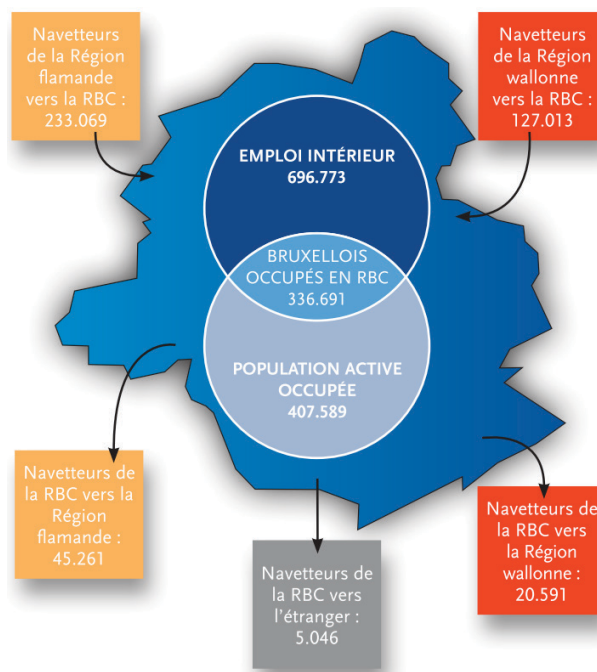 Navetteurs
de la Région
flamande
vers la RBC :
233.069
Navetteurs
de la Région
wallonne
vers la RBC :
127.013
EMPLOI INTÉRIEUR
696.773
BRUXELLOIS
OCCUPÉS EN RBC
336.691
POPULATION ACTIVE
OCCUPÉE
407.589
Navetteurs de
la RBC vers la
Région
flamande :
45.261
Navetteurs de
la RBC vers
l'étranger :
5.046
Navetteurs de
la RBC vers
la Région
wallonne :
20.591